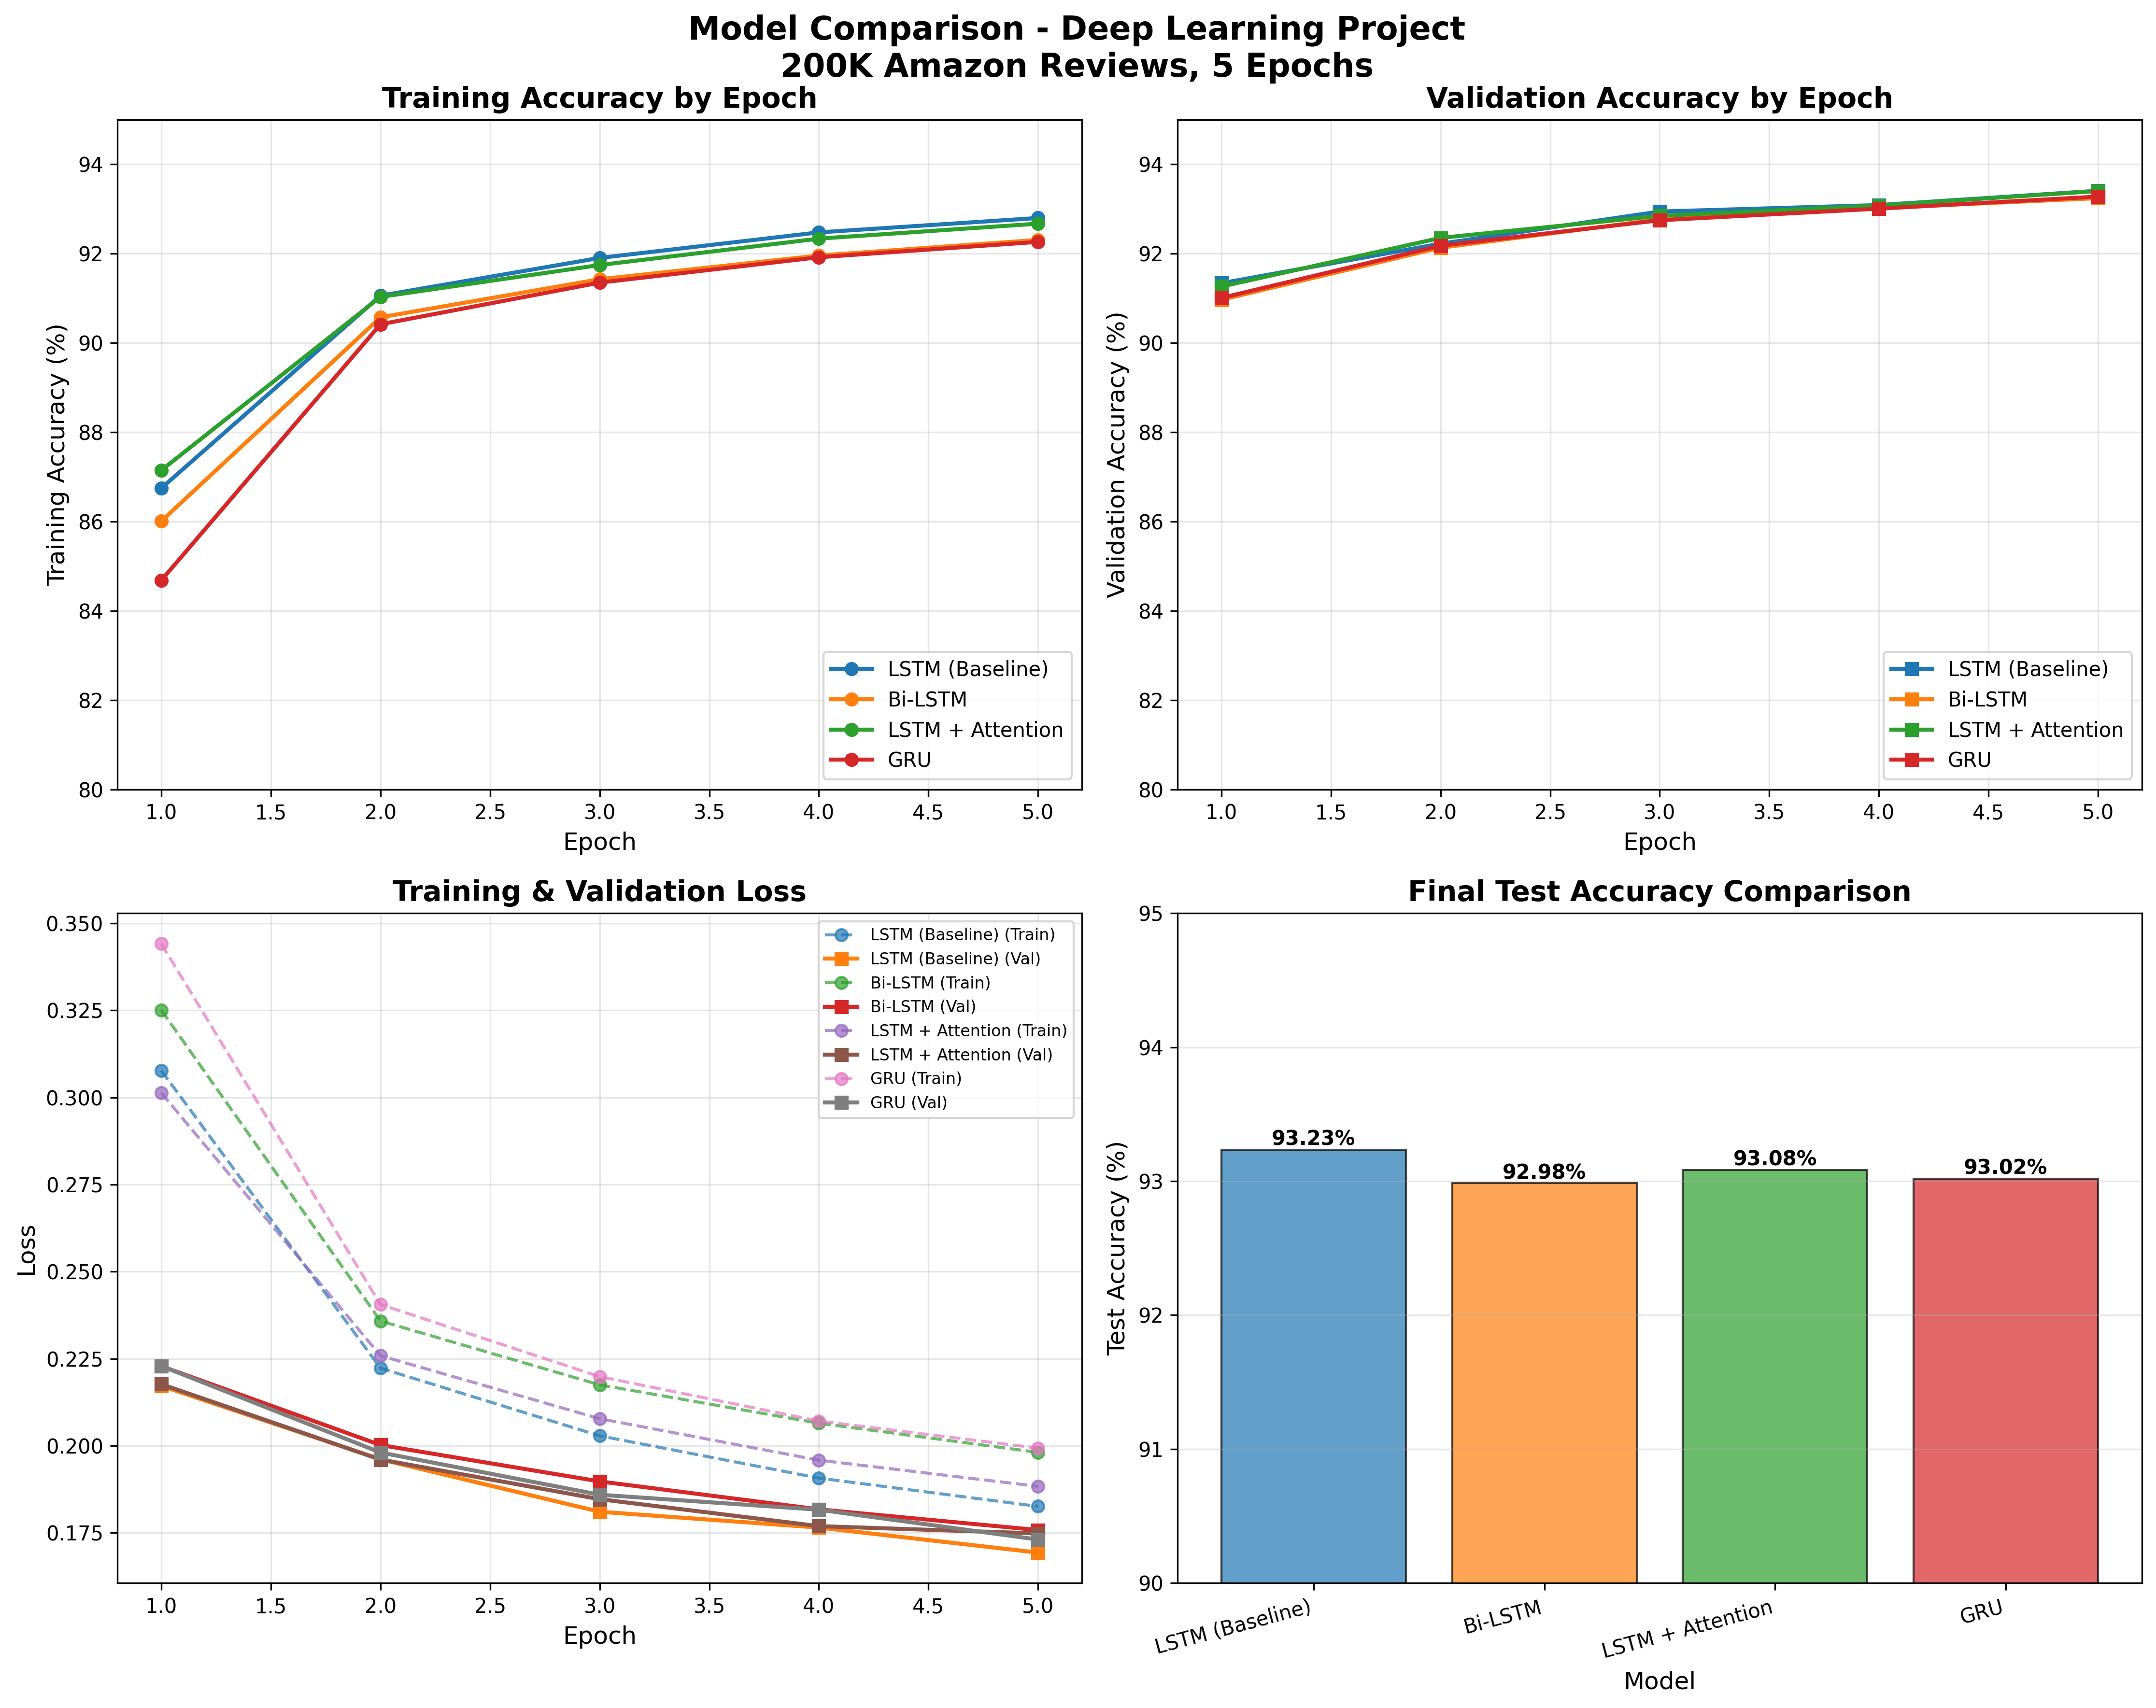 Model Comparison - Deep Learning Project
200K Amazon Reviews, 5 Epochs
Training Accuracy by Epoch
Training Accuracy (%)
94
92
90
88
86
84
82
80
1.0 1.5 2.0 2.5 3.0 3.5 4.0 4.5 5.0
Epoch
LSTM (Baseline)
Bi-LSTM
LSTM + Attention
GRU
Validation Accuracy by Epoch
Validation Accuracy (%)
94
92
90
88
86
84
82
80
1.0 1.5 2.0 2.5 3.0 3.5 4.0 4.5 5.0
Epoch
LSTM (Baseline)
Bi-LSTM
LSTM + Attention
GRU
Training & Validation Loss
Loss
0.350
0.325
0.300
0.275
0.250
0.225
0.200
0.175
1.0 1.5 2.0 2.5 3.0 3.5 4.0 4.5 5.0
Epoch
LSTM (Baseline) (Train)
LSTM (Baseline) (Val)
Bi-LSTM (Train)
Bi-LSTM (Val)
LSTM + Attention (Train)
LSTM + Attention (Val)
GRU (Train)
GRU (Val)
Final Test Accuracy Comparison
Test Accuracy (%)
95
94
93
92
91
90
93.23%
92.98%
93.08%
93.02%
LSTM (Baseline)
Bi-LSTM
LSTM + Attention
GRU
Model